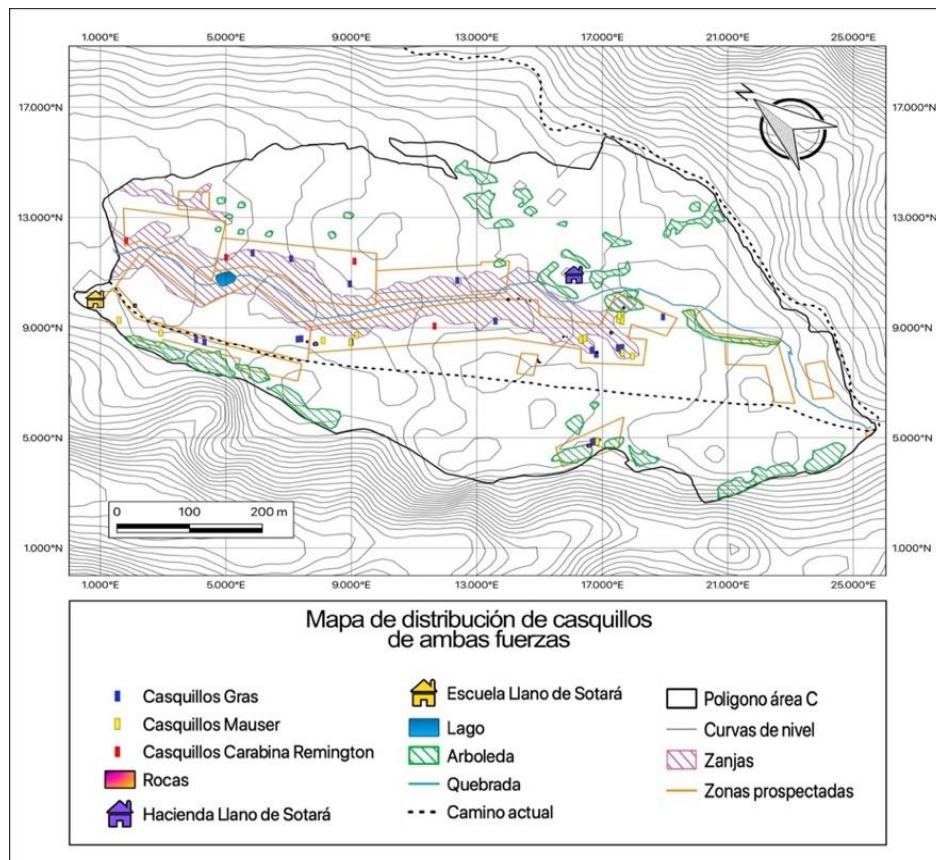 1.000°E 5.000°E 9.000°E 13.000°E 17.000°E 21.000°E 25.000°E
17.000°N 17.000°N
N
13.000°N 13.000°N
9.000°N 9.000°N
5.000°N 5.000°N
0 100 200 m
1.000°N 1.000°N
1.000°E 5.000°E 9.000°E 13.000°E 17.000°E 21.000°E 25.000°E
Mapa de distribución de casquillos
de ambas fuerzas
Casquillos Gras
Casquillos Mauser
Casquillos Carabina Remington
Rocas
Hacienda Llano de Sotará
Escuela Llano de Sotará
Lago
Arboleda
Quebrada
Camino actual
Poligono área C
Curvas de nivel
Zanjas
Zonas prospectadas